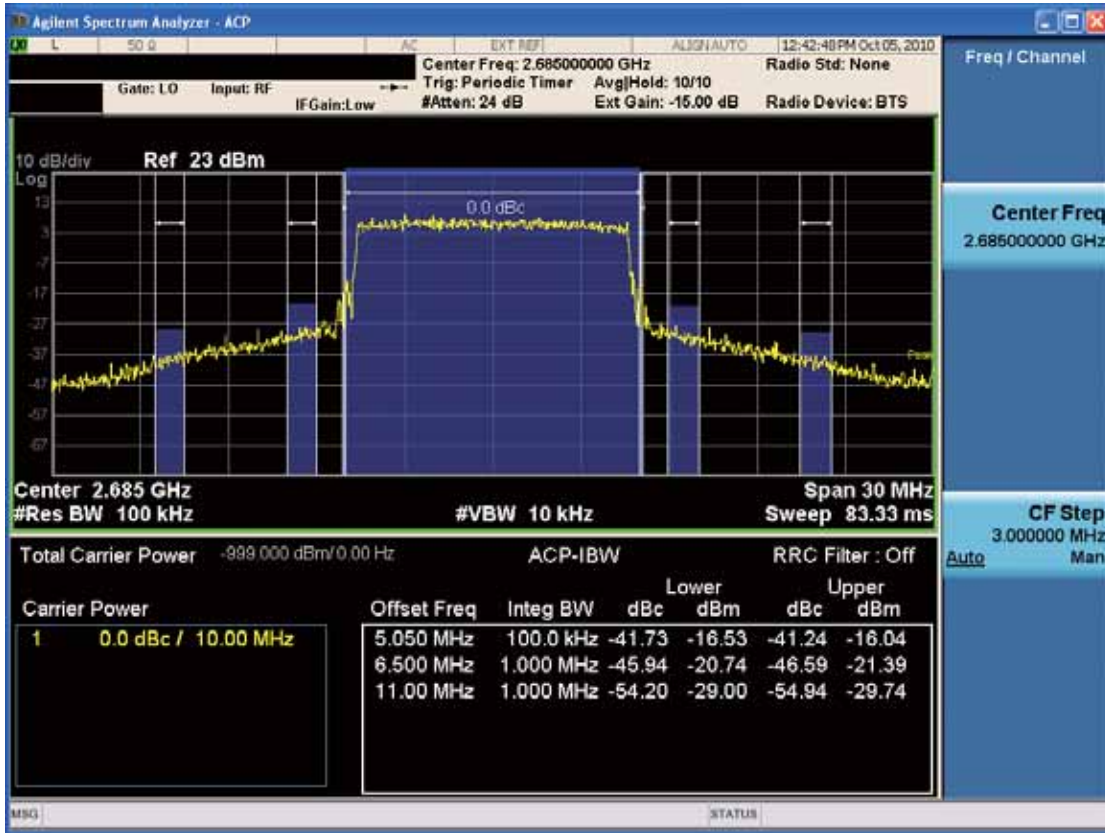 Agilent Spectrum Analyzer - ACP
L 50 Ω AC EXT REF ALIGN AUTO 12:42:48 PM Oct 05, 2010
Center Freq: 2.685000000 GHz Radio Std: None
Gate: LO Input: RF Trig: Periodic Timer Avg|Hold: 10/10
IFGain:Low #Atten: 24 dB Ext Gain: -15.00 dB Radio Device: BTS
10 dB/div Ref 23 dBm
Log
13
3
-7
-17
-27
-37
-47
-57
-67
0.0 dBc
Center 2.685 GHz Span 30 MHz
#Res BW 100 kHz #VBW 10 kHz Sweep 83.33 ms
Total Carrier Power -999.000 dBm/ 0.00 Hz ACP-IBW RRC Filter : Off
Lower Upper
Carrier Power Offset Freq Integ BW dBc dBm dBc dBm
1 0.0 dBc / 10.00 MHz
5.050 MHz 100.0 kHz -41.73 -16.53 -41.24 -16.04
6.500 MHz 1.000 MHz -45.94 -20.74 -46.59 -21.39
11.00 MHz 1.000 MHz -54.20 -29.00 -54.94 -29.74
Freq / Channel
Center Freq
2.685000000 GHz
CF Step
3.000000 MHz
Auto Man
MSG STATUS